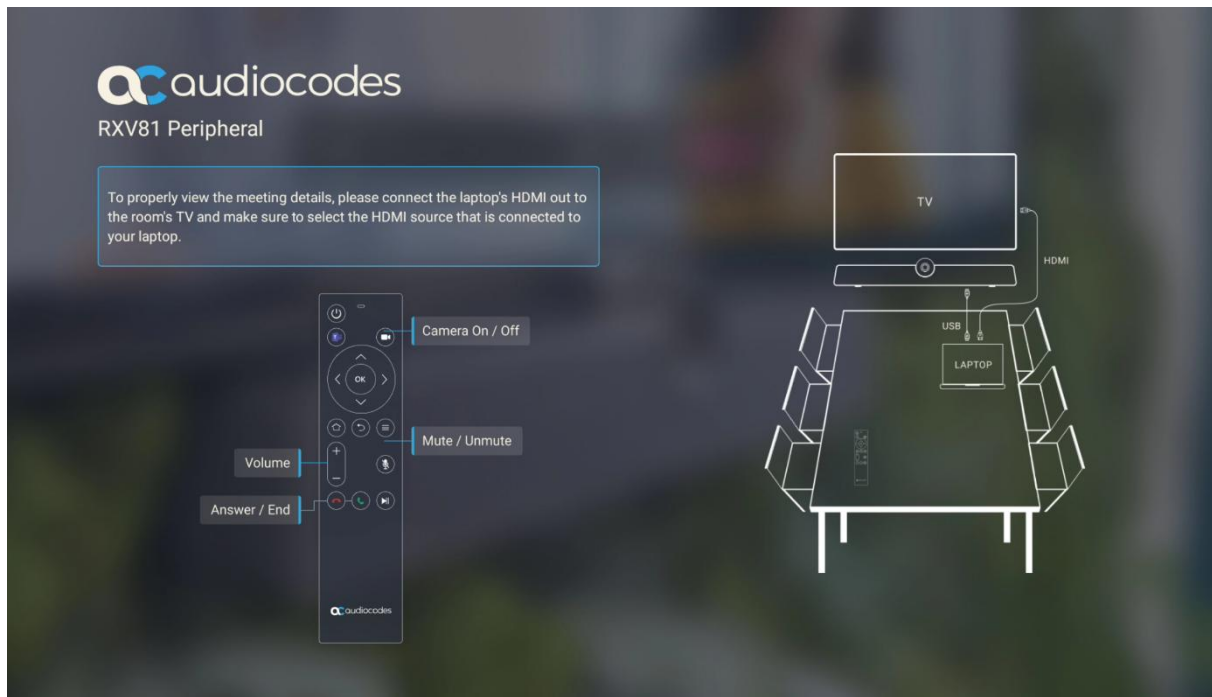 audiocodes
RXV81 Peripheral
To properly view the meeting details, please connect the laptop's HDMI out to
the room's TV and make sure to select the HDMI source that is connected to
your laptop.
Camera On / Off
OK
Mute / Unmute
Volume
Answer / End
audiocodes
TV
HDMI
USB
LAPTOP